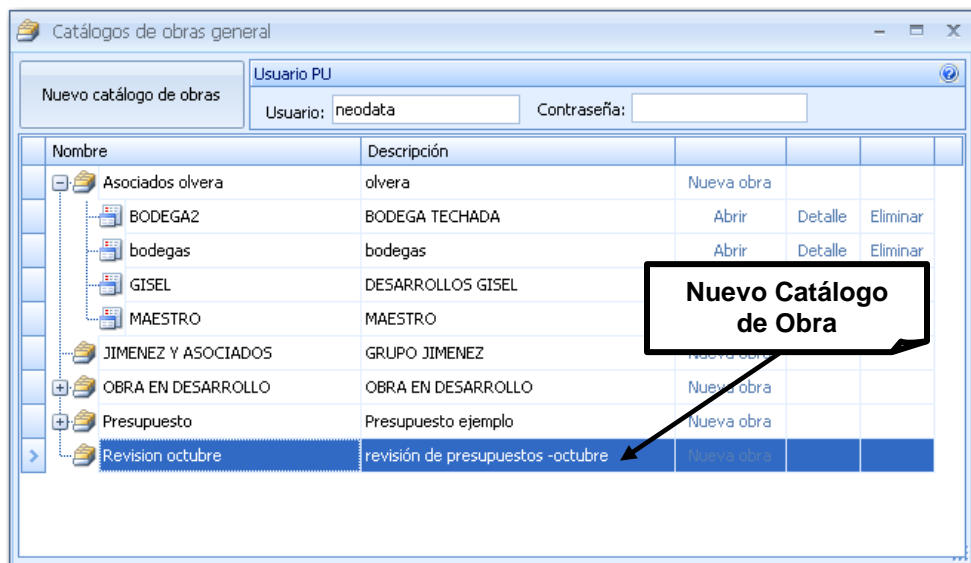 Catálogos de obras general
Nuevo catálogo de obras
Usuario PU
Usuario: neodata Contraseña:
Nombre Descripción
Asociados olvera olvera Nueva obra
BODEGA2 BODEGA TECHADA Abrir Detalle Eliminar
bodegas bodegas Abrir Detalle Eliminar
GISEL DESARROLLOS GISEL
MAESTRO MAESTRO
Nuevo Catálogo
de Obra
JIMENEZ Y ASOCIADOS GRUPO JIMENEZ Nueva obra
OBRA EN DESARROLLO OBRA EN DESARROLLO Nueva obra
Presupuesto Presupuesto ejemplo Nueva obra
Revision octubre revisión de presupuestos -octubre Nueva obra